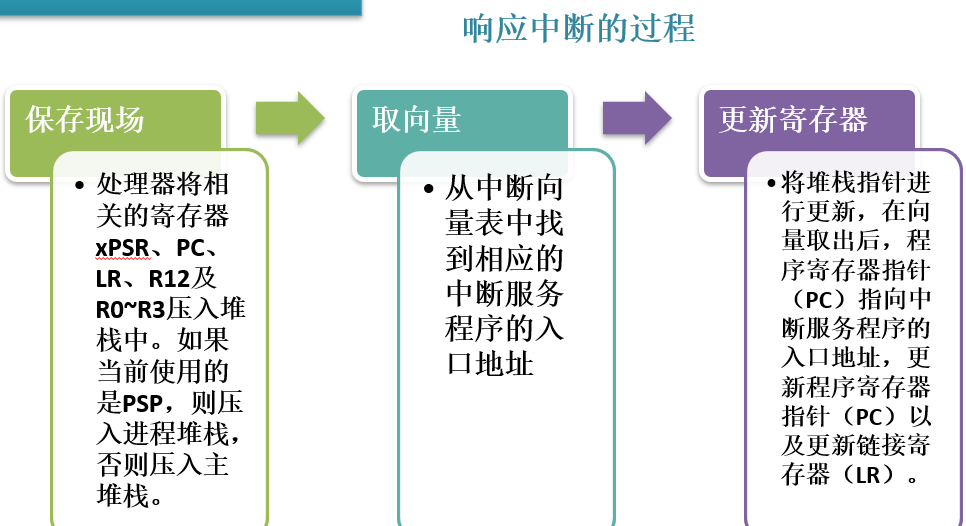 响应中断的过程
保存现场
• 处理器将相
关的寄存器
xPSR、PC、
LR、R12及
R0~R3压入堆
栈中。如果
当前使用的
是PSP，则压
入进程堆栈，
否则压入主
堆栈。
取向量
• 从中断向
量表中找
到相应的
中断服务
程序的入
口地址
更新寄存器
•将堆栈指针进
行更新，在向
量取出后，程
序寄存器指针
（PC）指向中
断服务程序的
入口地址，更
新程序寄存器
指针（PC）以
及更新链接寄
存器（LR）。